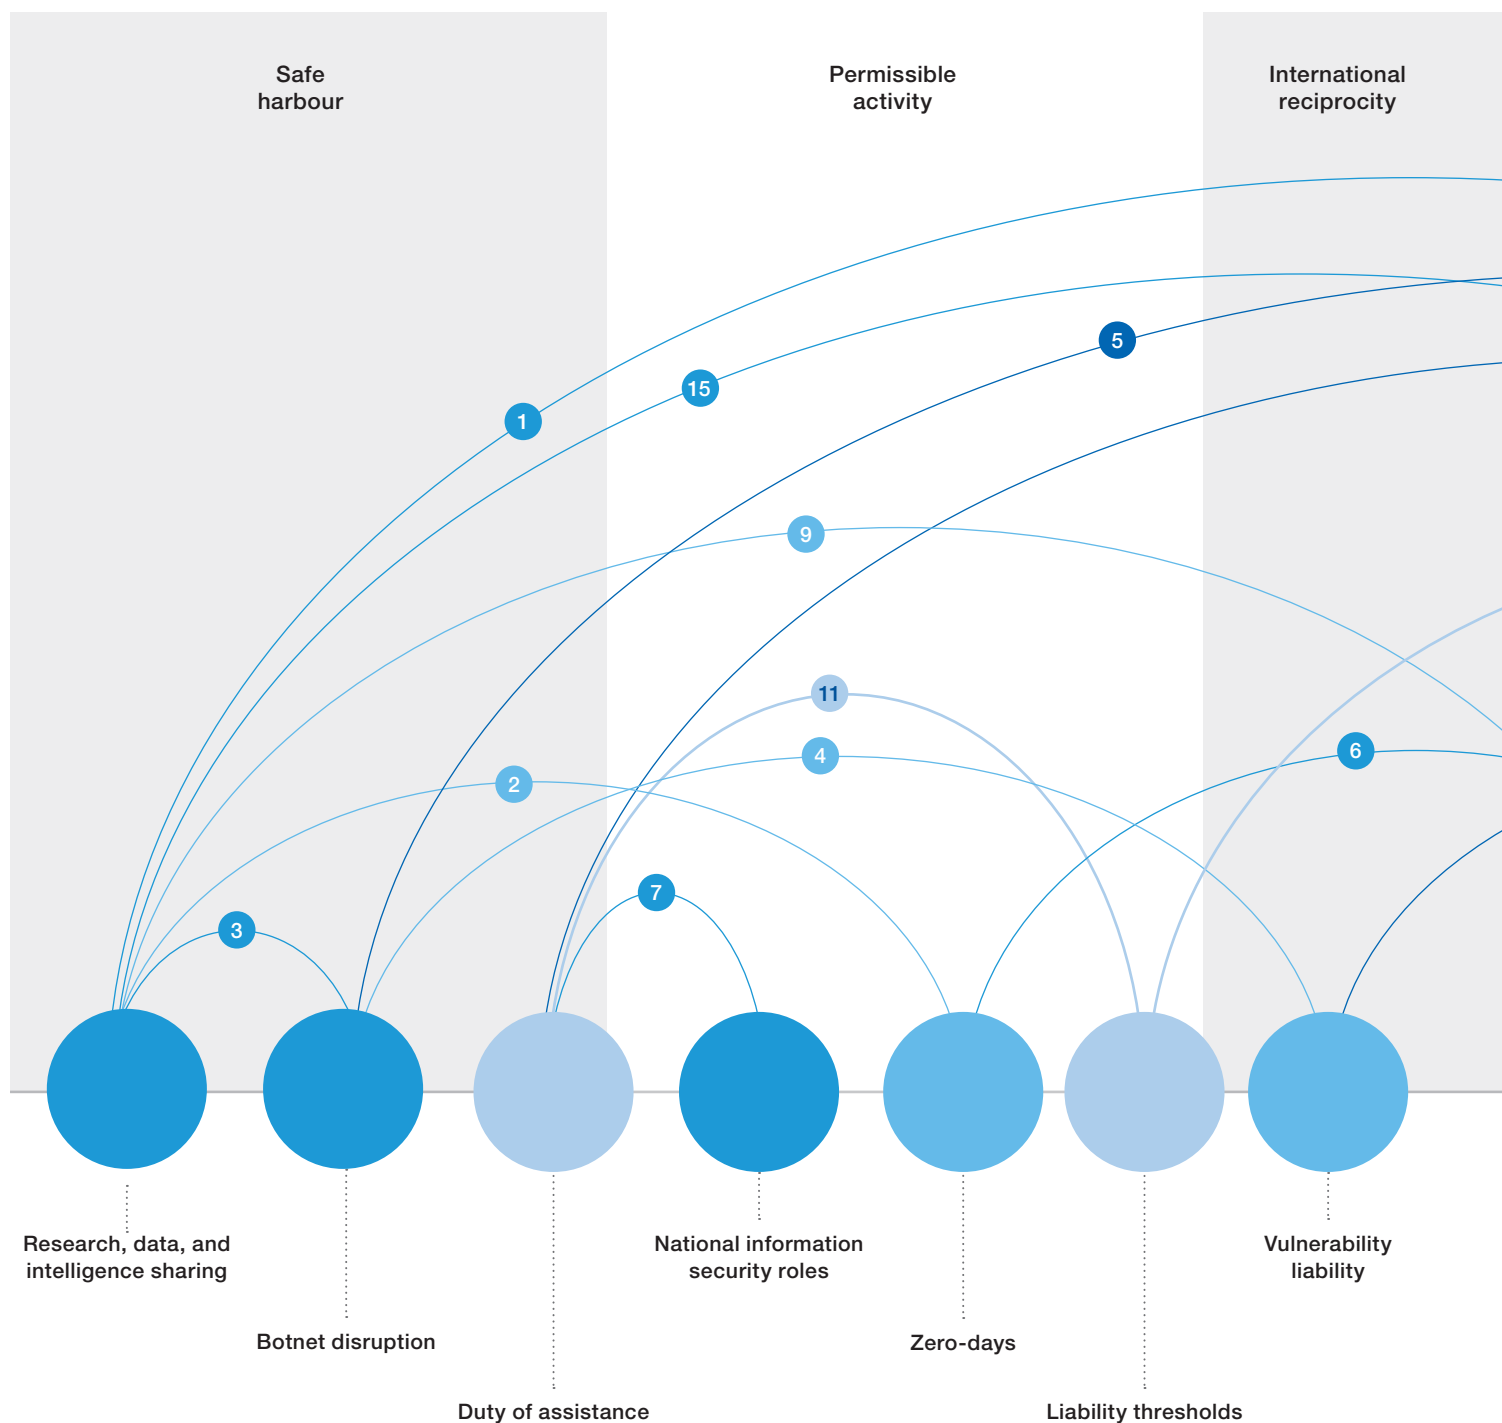 Safe
harbour
Permissible
activity
International
reciprocity
1
15
5
9
11
2
4
6
7
3
Research, data, and
intelligence sharing
National information
security roles
Vulnerability
liability
Botnet disruption
Zero-days
Duty of assistance
Liability thresholds